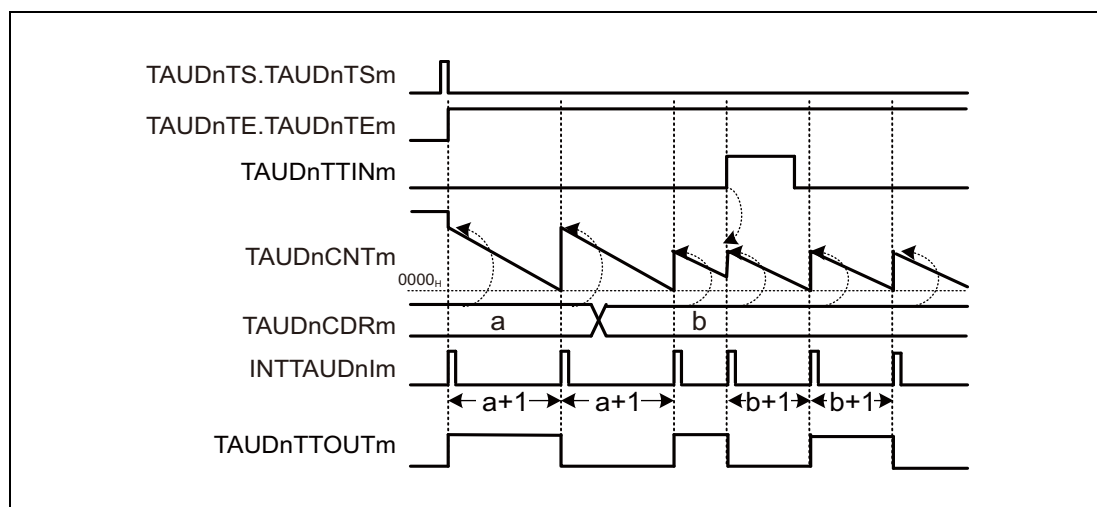 TAUDnTS.TAUDnTSm
TAUDnTE.TAUDnTEm
TAUDnTTINm
TAUDnCNTm
0000H
TAUDnCDRm
a
b
INTTAUDnIm
a+1 a+1 b+1 b+1
TAUDnTTOUTm